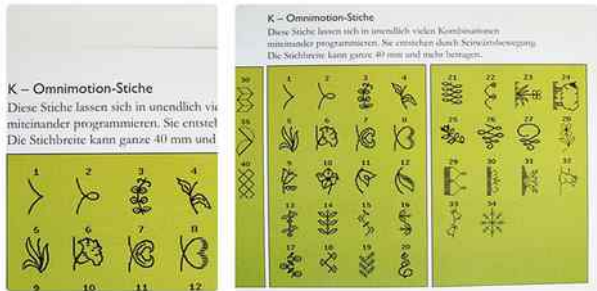 K – Omnimotion-Stiche
Diese Stiche lassen sich in unendlich vie
miteinander programmieren. Sie entsteh
Die Stichbreite kann ganze 40 mm und
1 2 3 4
5 6 7 8
9 10 11 12
K – Omnimotion-Stiche
Diese Stiche lassen sich in unendlich vielen Kombinationen
miteinander programmieren. Sie entstehen durch Seitwärtsbewegung.
Die Stichbreite kann ganze 40 mm und mehr betragen.
30
40
1 2 3 4
5 6 7 8
9 10 11 12
13 14 15 16
17 18 19 20
21 22 23 24
25 26 27 28
29 30 31 32
33 34